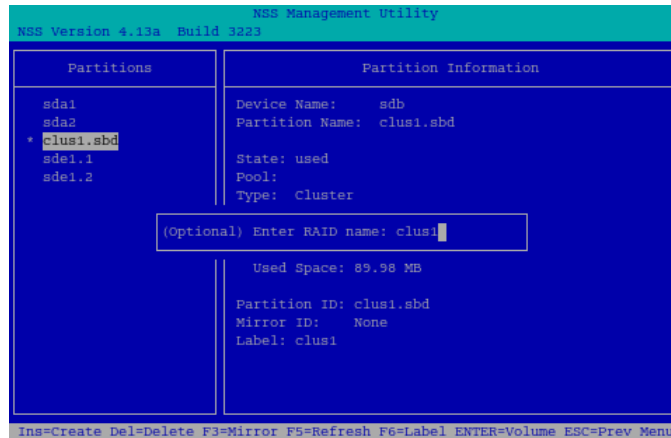 NSS Management Utility
NSS Version 4.13a Build 3223
Partitions
sda1
sda2
* clus1.sbd
sde1.1
sde1.2
Partition Information
Device Name: sdb
Partition Name: clus1.sbd
State: used
Pool:
Type: Cluster
(Optional) Enter RAID name: clus1
Used Space: 89.98 MB
Partition ID: clus1.sbd
Mirror ID: None
Label: clus1
Ins=Create Del=Delete F3=Mirror F5=Refresh F6=Label ENTER=Volume ESC=Prev Menu